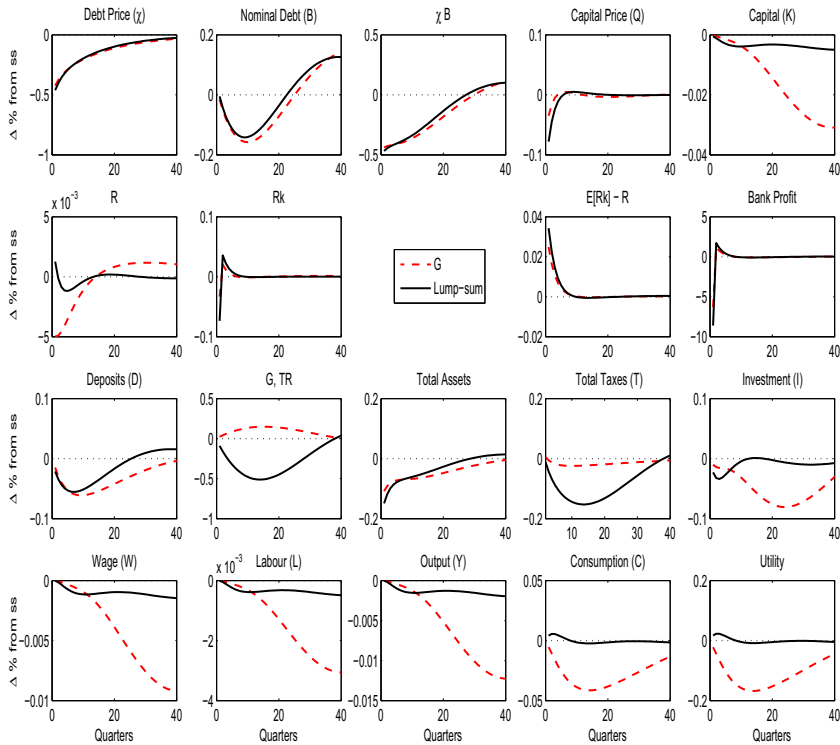 Debt Price (χ) Nominal Debt (B) χ B Capital Price (Q) Capital (K)
Δ % from ss
0 −0.5 −1
0.2 0 −0.2
0.5 0 −0.5
0.1 0 −0.1
0 −0.02 −0.04
0 20 40 0 20 40 0 20 40 0 20 40 0 20 40
R Rk E[Rk] − R Bank Profit
x 10⁻³
Δ % from ss
5 0 −5
0.1 0 −0.1
G
Lump−sum
0.04 0.02 0 −0.02
5 0 −5 −10
0 20 40 0 20 40 0 20 40 0 20 40
Deposits (D) G, TR Total Assets Total Taxes (T) Investment (I)
Δ % from ss
0.1 0 −0.1
0.5 0 −0.5 −1
0.2 0 −0.2
0.2 0 −0.2
0.1 0 −0.1
0 20 40 0 20 40 0 20 40 10 20 30 40 0 20 40
Wage (W) Labour (L) Output (Y) Consumption (C) Utility
x 10⁻³
Δ % from ss
0 −0.005 −0.01
0 −2 −4
0 −0.005 −0.01 −0.015
0.05 0 −0.05
0.2 0 −0.2
0 20 40 0 20 40 0 20 40 0 20 40 0 20 40
Quarters Quarters Quarters Quarters Quarters